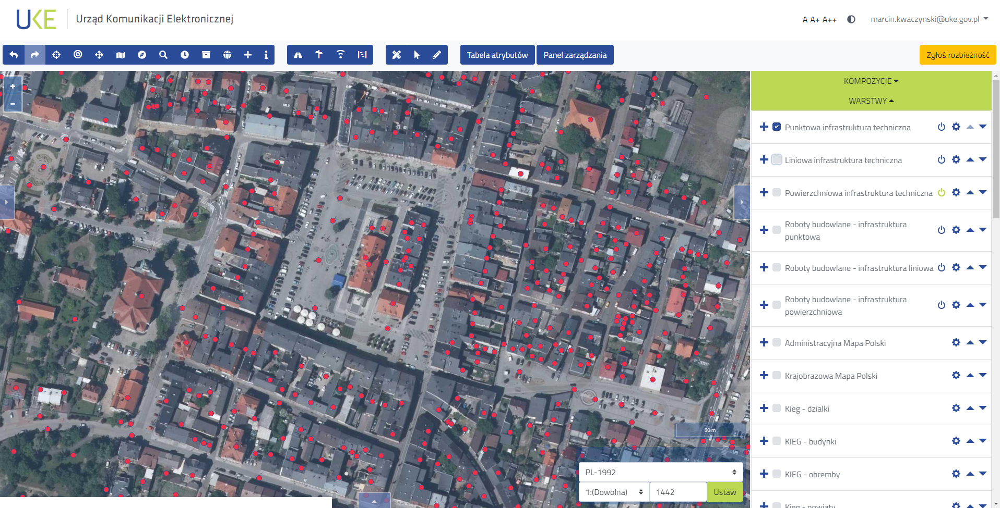 UKE
Urząd Komunikacji Elektronicznej
A A+ A++
marcin.kwaczynski@uke.gov.pl
Tabela atrybutów
Panel zarządzania
Zgłoś rozbieżność
+
-
KOMPOZYCJE
WARSTWY
Punktowa infrastruktura techniczna
Liniowa infrastruktura techniczna
Powierzchniowa infrastruktura techniczna
Roboty budowlane - infrastruktura
punktowa
Roboty budowlane - infrastruktura liniowa
Roboty budowlane - infrastruktura
powierzchniowa
Administracyjna Mapa Polski
Krajobrazowa Mapa Polski
Kieg - dzialki
KIEG - budynki
KIEG - obremby
Kieg - powiaty
50 m
PL-1992
1:(Dowolna)
1442
Ustaw